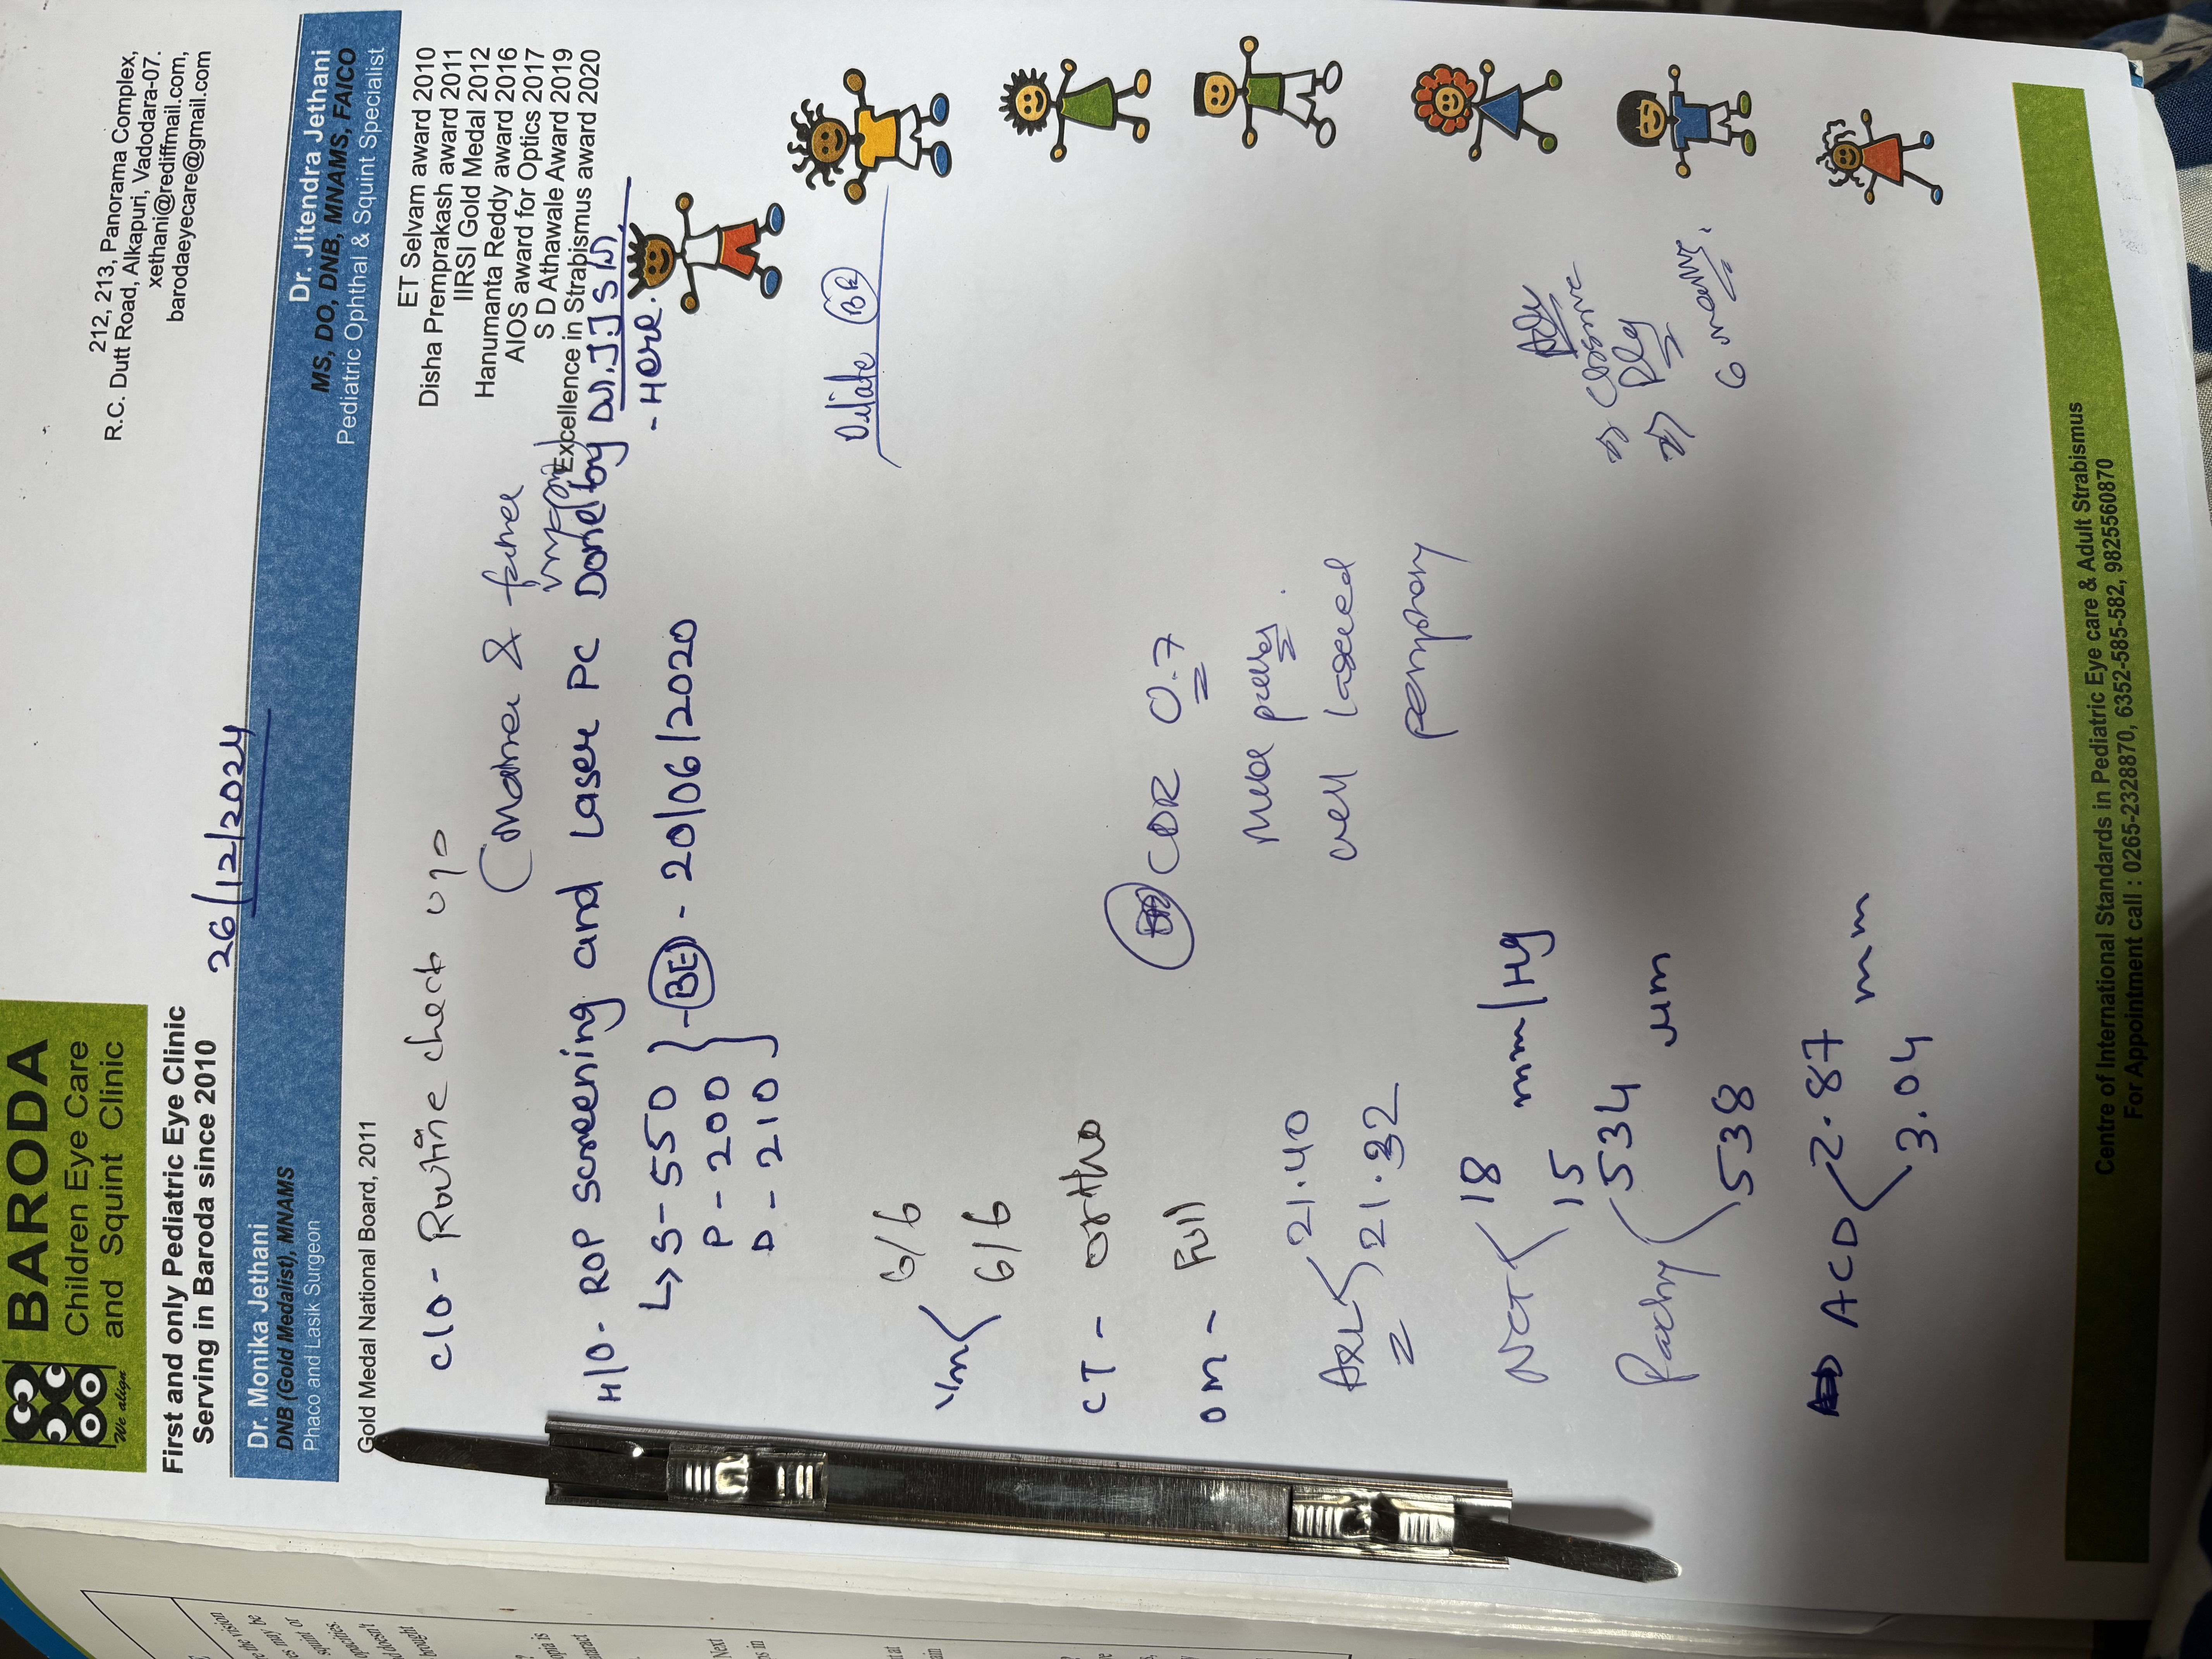 BARODA
Children Eye Care
and Squint Clinic
We align
First and only Pediatric Eye Clinic
Serving in Baroda since 2010
212, 213, Panorama Complex,
R.C. Dutt Road, Alkapuri, Vadodara-07.
xethani@rediffmail.com,
barodaeyecare@gmail.com
26/12/2024
Dr. Monika Jethani
DNB (Gold Medalist), MNAMS
Phaco and Lasik Surgeon
Dr. Jitendra Jethani
MS, DO, DNB, MNAMS, FAICO
Pediatric Ophthal & Squint Specialist
Gold Medal National Board, 2011
ET Selvam award 2010
Disha Premprakash award 2011
IIRSI Gold Medal 2012
Hanumanta Reddy award 2016
AIOS award for Optics 2017
S D Athawale Award 2019
Excellence in Strabismus award 2020
C/O - Routine check up
(Mother & father
H/O - ROP screening and Laser PC Done by Dr. JJ Sir.
- Here.
↳ S - 550
P - 200
D - 210
} - BE - 20/06/2020
Dilate BE
Vn < 6/6
6/6
CT - ortho
OM - Full
CDR 0.7
well lasered
periphery
AXL < 21.40
21.32
NCT < 18 mm/Hg
15
Pachy < 534 μm
538
Adv
6 months.
ACD < 2.87 mm
3.04
Centre of International Standards in Pediatric Eye care & Adult Strabismus
For Appointment call : 0265-2328870, 6352-585-582, 9825560870